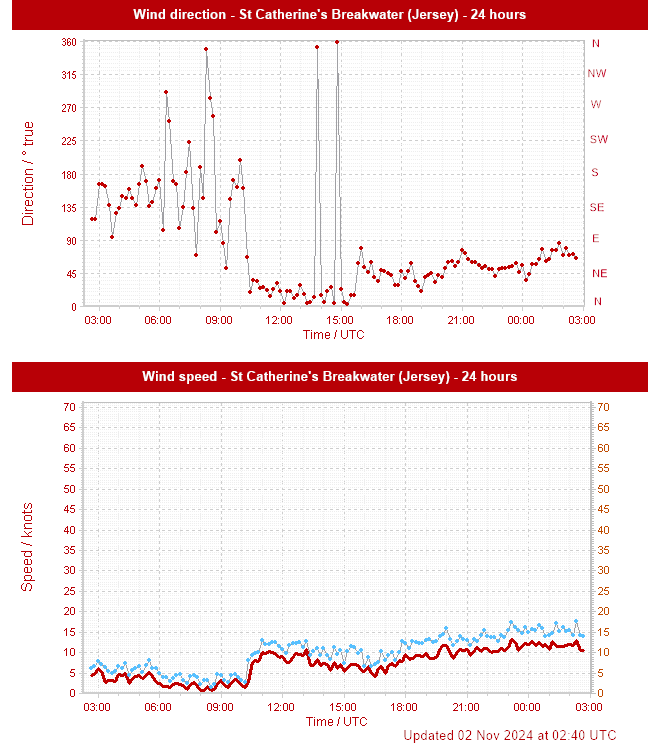 Wind direction - St Catherine's Breakwater (Jersey) - 24 hours
360 N
315 NW
270 W
225 SW
180 S
135 SE
90 E
45 NE
0 N
Direction / ° true
03:00 06:00 09:00 12:00 15:00 18:00 21:00 00:00 03:00
Time / UTC
Wind speed - St Catherine's Breakwater (Jersey) - 24 hours
70 70
65 65
60 60
55 55
50 50
45 45
40 40
35 35
30 30
25 25
20 20
15 15
10 10
5 5
0 0
Speed / knots
03:00 06:00 09:00 12:00 15:00 18:00 21:00 00:00 03:00
Time / UTC
Updated 02 Nov 2024 at 02:40 UTC